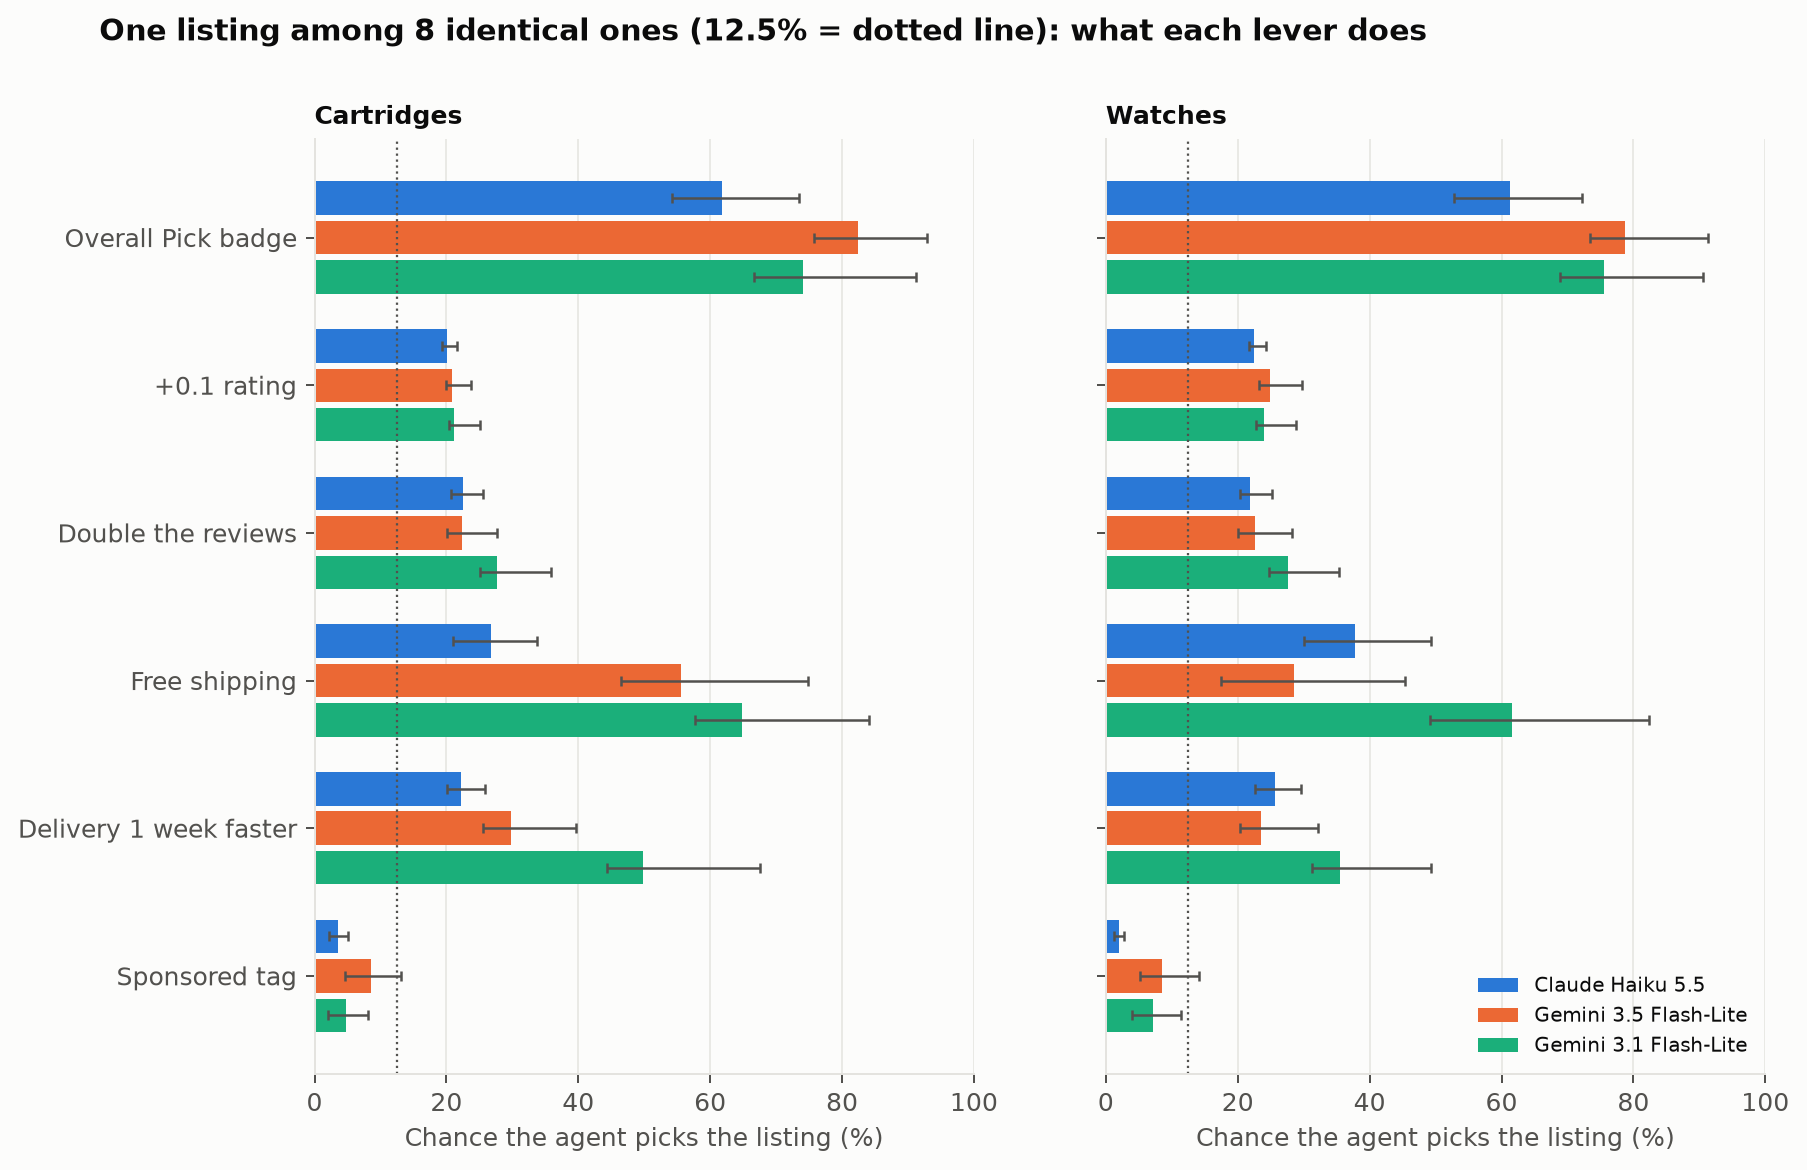 One listing among 8 identical ones (12.5% = dotted line): what each lever does
Cartridges
Watches
Overall Pick badge
+0.1 rating
Double the reviews
Free shipping
Delivery 1 week faster
Sponsored tag
Claude Haiku 5.5
Gemini 3.5 Flash-Lite
Gemini 3.1 Flash-Lite
0 20 40 60 80 100
0 20 40 60 80 100
Chance the agent picks the listing (%)
Chance the agent picks the listing (%)